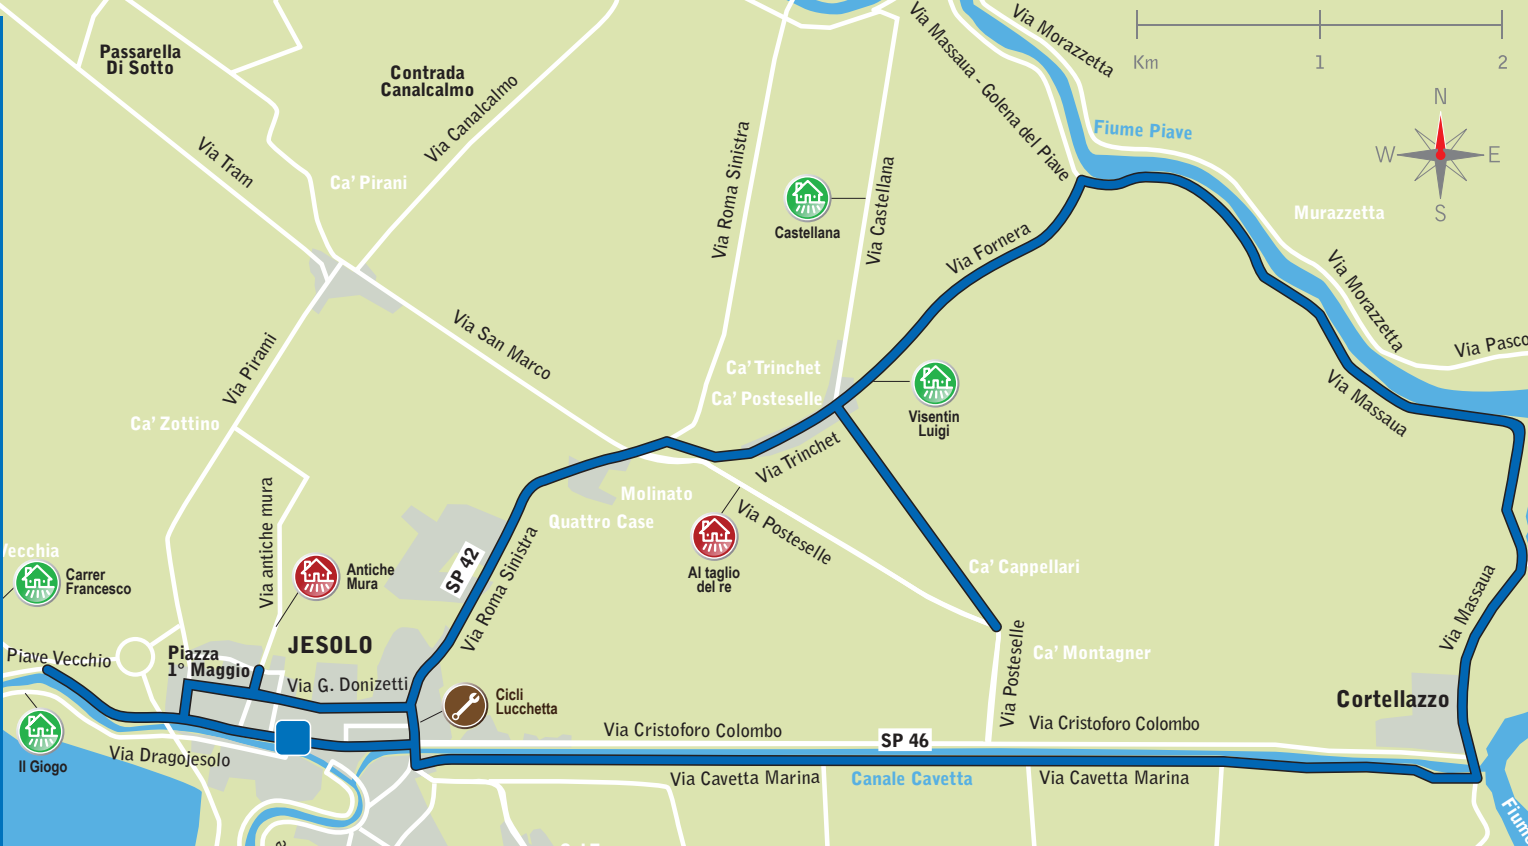 Passarella
Di Sotto
Contrada
Canalcalmo
Via Canalcalmo
Via Tram
Ca' Pirani
Via Roma Sinistra
Castellana
Via Castellana
Via Massaua - Golena del Piave
Via Morazzetta
Km
1
2
N
W
E
S
Fiume Piave
Murazzetta
Via Morazzetta
Via Pasco
Via Fornera
Via Massaua
Via San Marco
Via Pirami
Ca' Zottino
Ca' Trinchet
Ca' Posteselle
Visentin
Luigi
Via Trinchet
Molinato
Quattro Case
Via Posteselle
Al taglio
del re
Via antiche mura
Antiche
Mura
SP 42
Via Roma Sinistra
Vecchia
Carrer
Francesco
Ca' Cappellari
Via Massaua
Ca' Montagner
Via Posteselle
Piave Vecchio
Piazza
1° Maggio
JESOLO
Via G. Donizetti
Cicli
Lucchetta
Cortellazzo
Via Cristoforo Colombo
SP 46
Via Cristoforo Colombo
Il Giogo
Via Dragojesolo
Via Cavetta Marina
Canale Cavetta
Via Cavetta Marina
Fiume